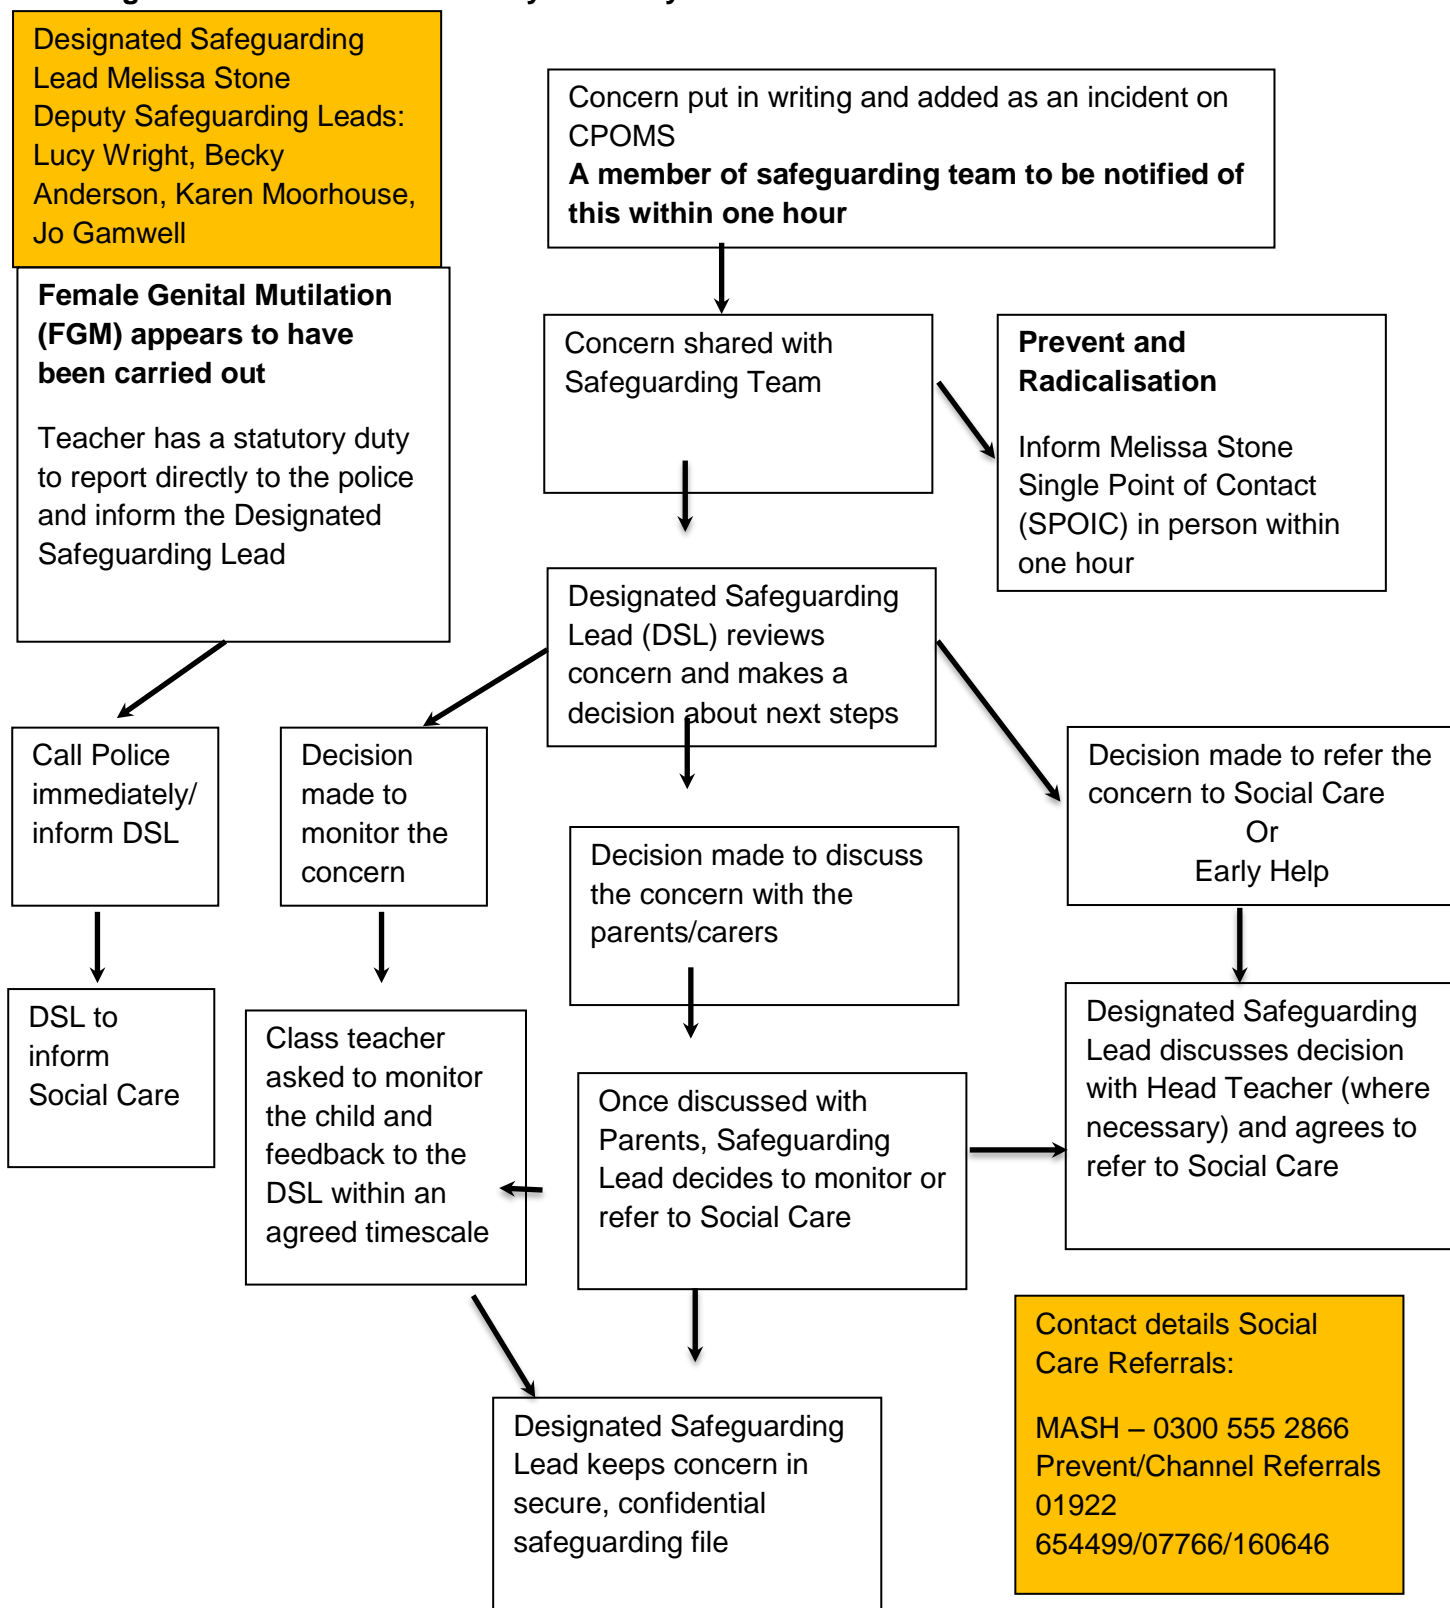 Designated Safeguarding
Lead Melissa Stone
Deputy Safeguarding Leads:
Lucy Wright, Becky
Anderson, Karen Moorhouse,
Jo Gamwell
Concern put in writing and added as an incident on
CPOMS
A member of safeguarding team to be notified of
this within one hour
Female Genital Mutilation
(FGM) appears to have
been carried out
Teacher has a statutory duty
to report directly to the police
and inform the Designated
Safeguarding Lead
Concern shared with
Safeguarding Team
Prevent and
Radicalisation
Inform Melissa Stone
Single Point of Contact
(SPOIC) in person within
one hour
Designated Safeguarding
Lead (DSL) reviews
concern and makes a
decision about next steps
Call Police
immediately/
inform DSL
Decision
made to
monitor the
concern
Decision made to discuss
the concern with the
parents/carers
Decision made to refer the
concern to Social Care
Or
Early Help
DSL to
inform
Social Care
Class teacher
asked to monitor
the child and
feedback to the
DSL within an
agreed timescale
Once discussed with
Parents, Safeguarding
Lead decides to monitor or
refer to Social Care
Designated Safeguarding
Lead discusses decision
with Head Teacher (where
necessary) and agrees to
refer to Social Care
Designated Safeguarding
Lead keeps concern in
secure, confidential
safeguarding file
Contact details Social
Care Referrals:
MASH – 0300 555 2866
Prevent/Channel Referrals
01922
654499/07766/160646